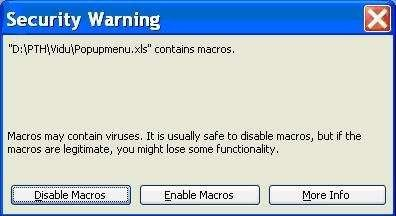 Security Warning
"D:\PTH\Vidu\Popupmenu.xls" contains macros.
Macros may contain viruses. It is usually safe to disable macros, but if the
macros are legitimate, you might lose some functionality.
Disable Macros Enable Macros More Info